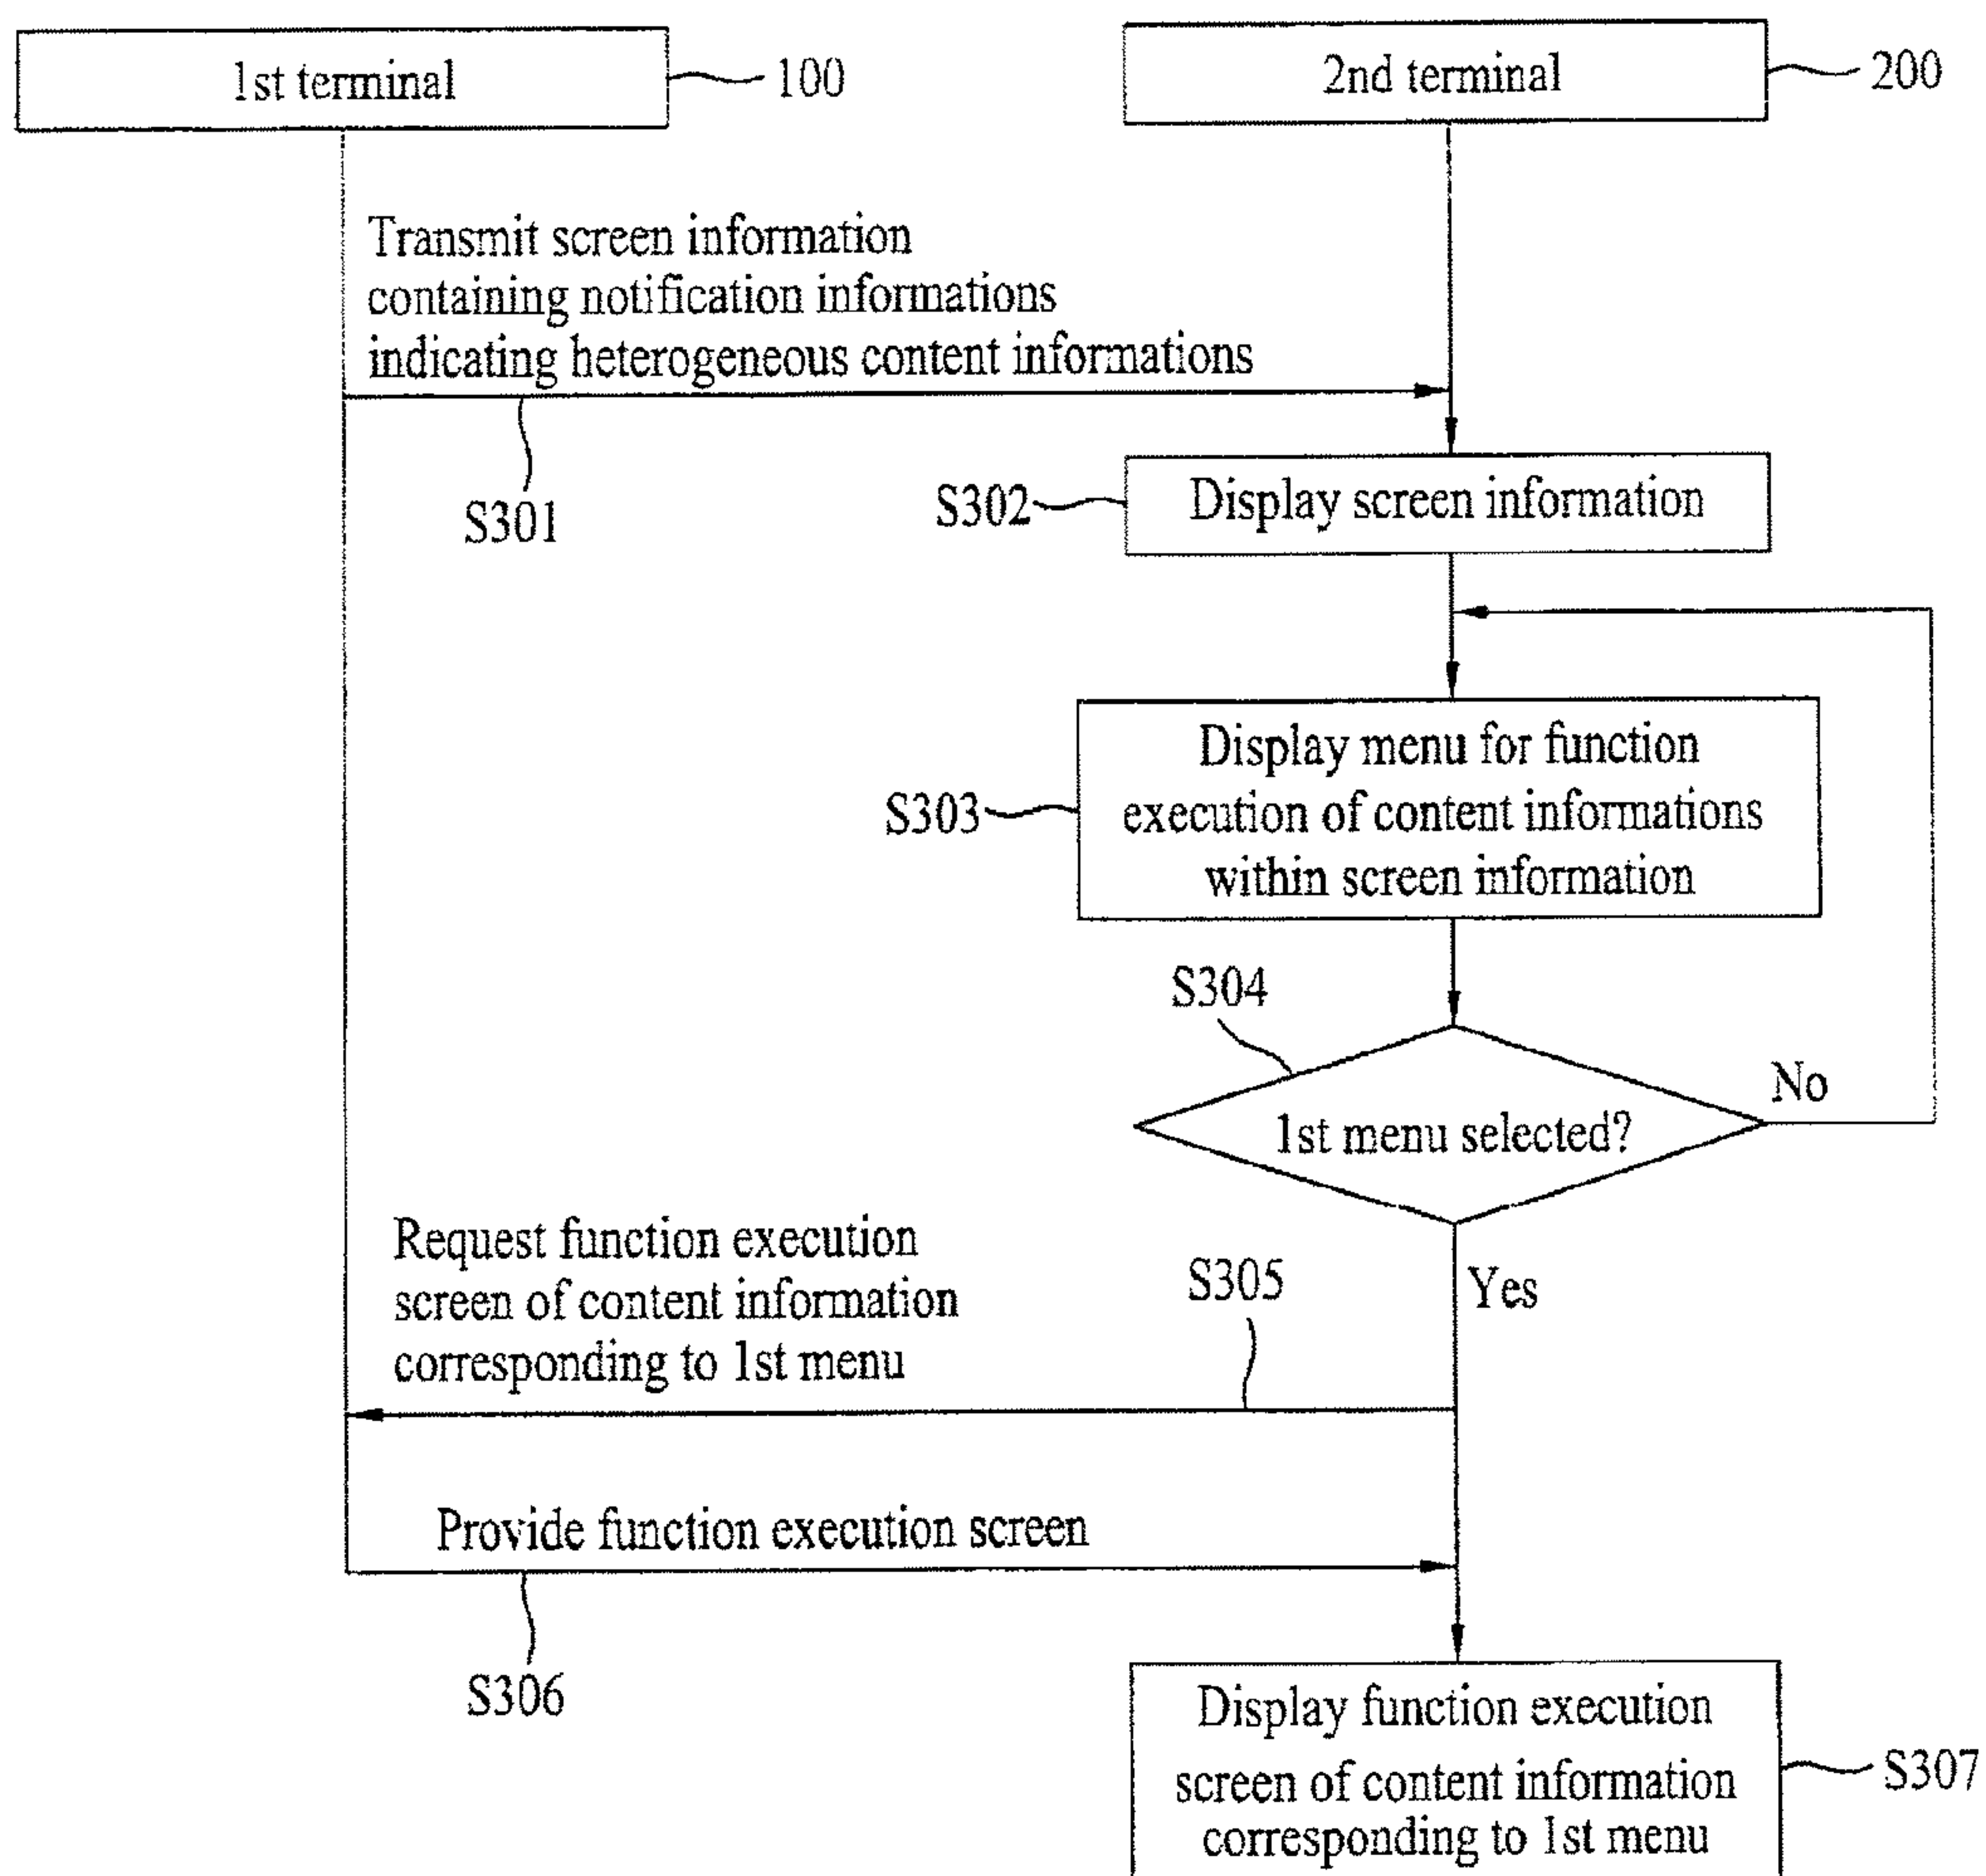 1st terminal
100
2nd terminal
200
Transmit screen information
containing notification informations
indicating heterogeneous content informations
S301
S302
Display screen information
S303
Display menu for function
execution of content informations
within screen information
S304
1st menu selected?
No
Yes
Request function execution
screen of content information
corresponding to 1st menu
S305
Provide function execution screen
S306
Display function execution
screen of content information
corresponding to 1st menu
S307